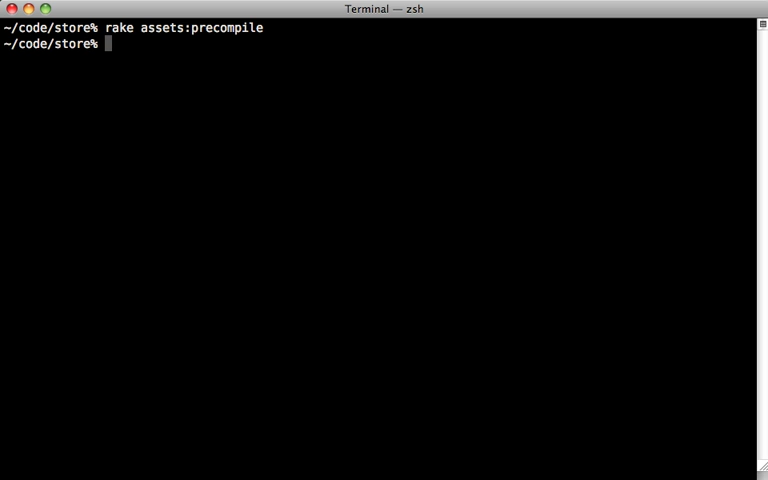 Terminal — zsh
~/code/store% rake assets:precompile
~/code/store%